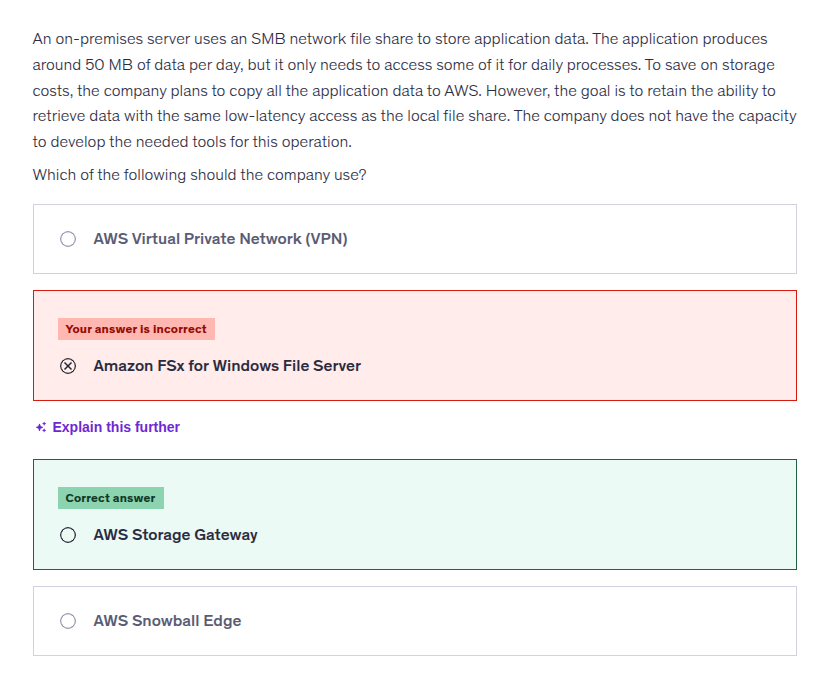 An on-premises server uses an SMB network file share to store application data. The application produces
around 50 MB of data per day, but it only needs to access some of it for daily processes. To save on storage
costs, the company plans to copy all the application data to AWS. However, the goal is to retain the ability to
retrieve data with the same low-latency access as the local file share. The company does not have the capacity
to develop the needed tools for this operation.
Which of the following should the company use?
AWS Virtual Private Network (VPN)
Your answer is incorrect
Amazon FSx for Windows File Server
Explain this further
Correct answer
AWS Storage Gateway
AWS Snowball Edge